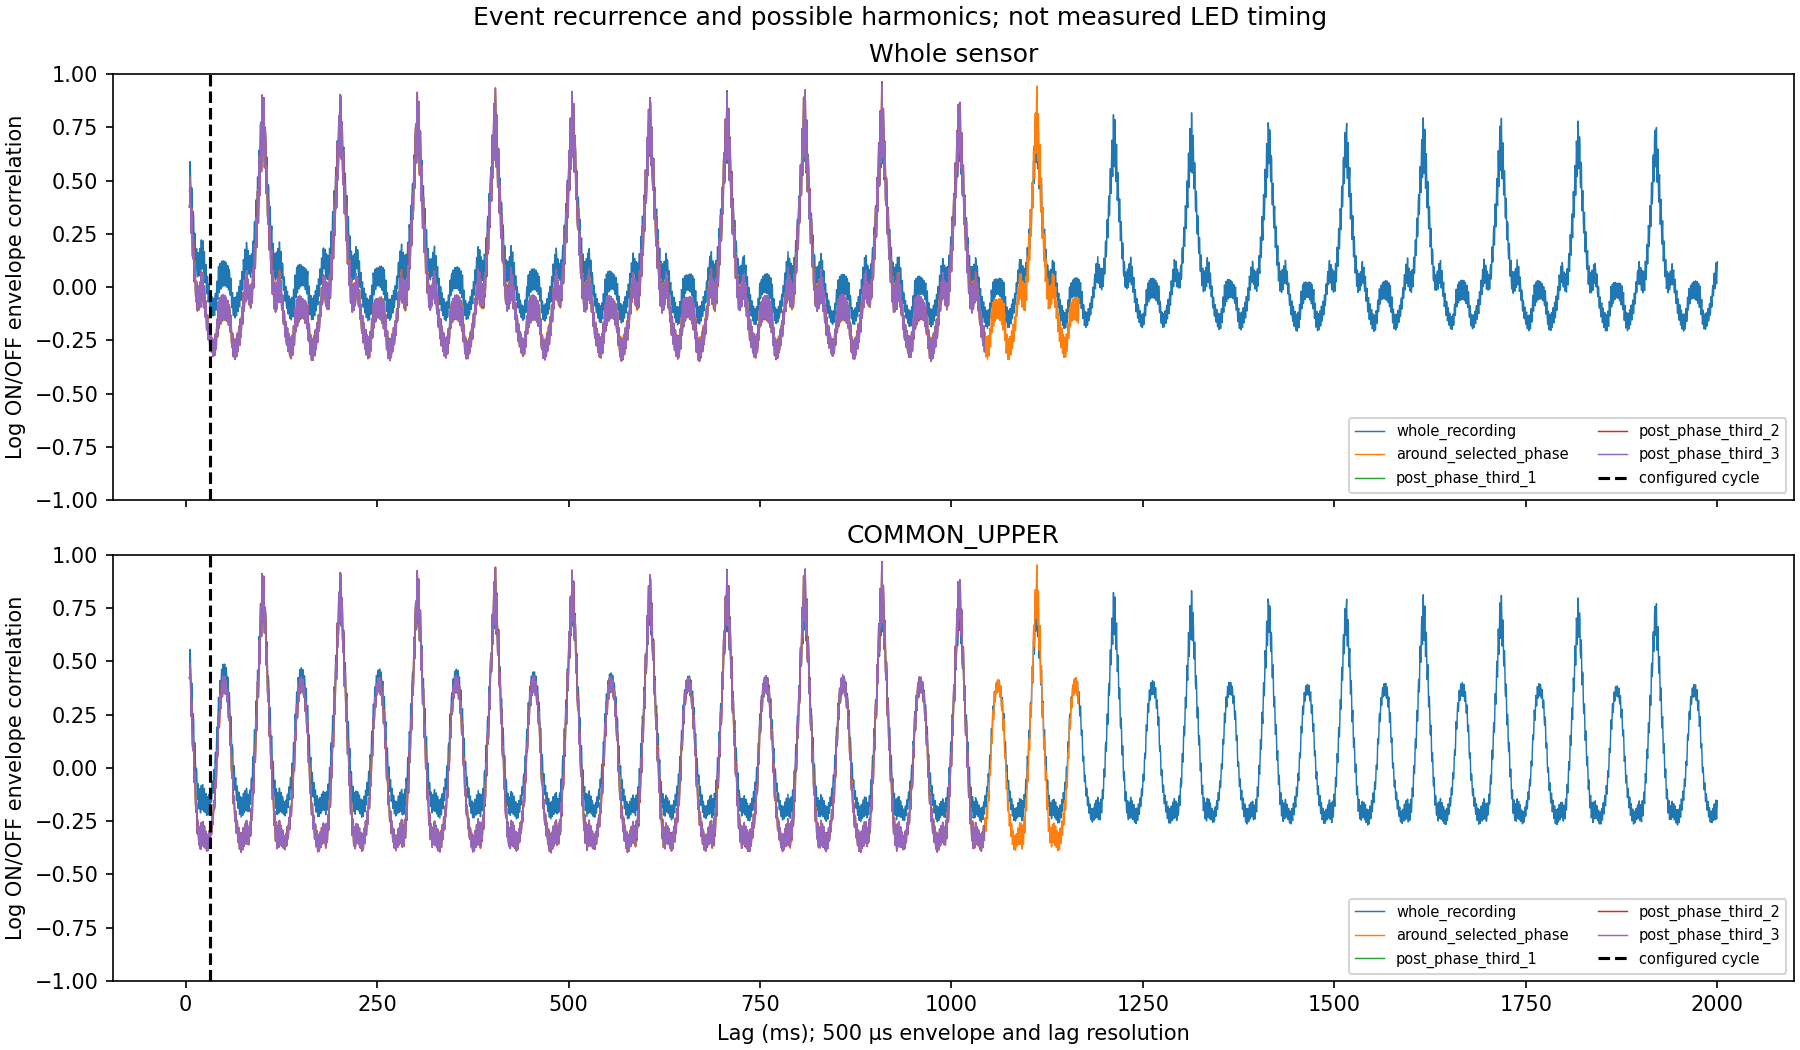 Event recurrence and possible harmonics; not measured LED timing
Whole sensor
Log ON/OFF envelope correlation
1.00
0.75
0.50
0.25
0.00
−0.25
−0.50
−0.75
−1.00
whole_recording
around_selected_phase
post_phase_third_1
post_phase_third_2
post_phase_third_3
configured cycle
COMMON_UPPER
Log ON/OFF envelope correlation
1.00
0.75
0.50
0.25
0.00
−0.25
−0.50
−0.75
−1.00
whole_recording
around_selected_phase
post_phase_third_1
post_phase_third_2
post_phase_third_3
configured cycle
0 250 500 750 1000 1250 1500 1750 2000
Lag (ms); 500 µs envelope and lag resolution